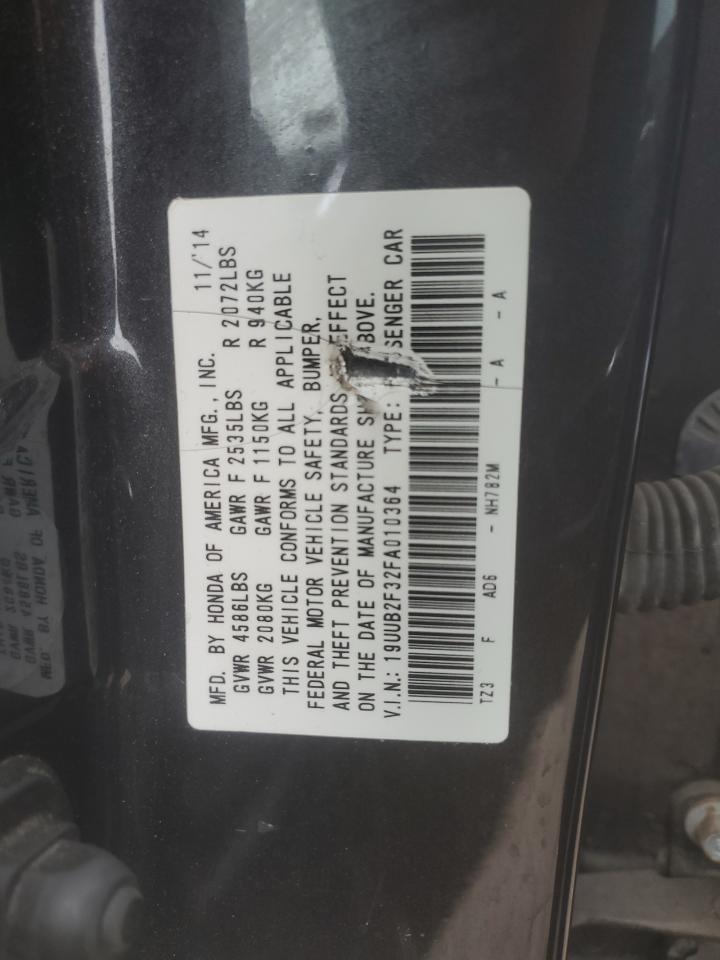 MFD. BY HONDA OF AMERICA MFG., INC. 11/'14
GVWR 4586LBS GAWR F 2535LBS R 2072LBS
GVWR 2080KG GAWR F 1150KG R 940KG
THIS VEHICLE CONFORMS TO ALL APPLICABLE
FEDERAL MOTOR VEHICLE SAFETY, BUMPER,
AND THEFT PREVENTION STANDARDS EFFECT
ON THE DATE OF MANUFACTURE
V.I.N.: 19UUB2F32FA010364 TYPE: CAR
TZ3 F AD6 - NH782M - A - A